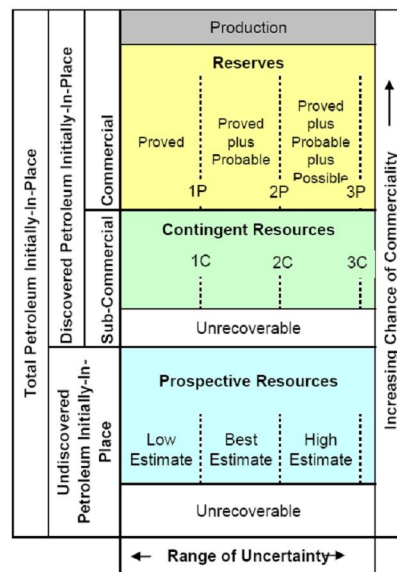 Total Petroleum Initially-In-Place
Discovered Petroleum Initially-In-Place
Undiscovered
Petroleum Initially-In-
Place
Commercial
Sub-Commercial
Production
Reserves
Proved
Proved
plus
Probable
Proved
plus
Probable
plus
Possible
1P
2P
3P
Contingent Resources
1C
2C
3C
Unrecoverable
Prospective Resources
Low
Estimate
Best
Estimate
High
Estimate
Unrecoverable
Range of Uncertainty
Increasing Chance of Commerciality